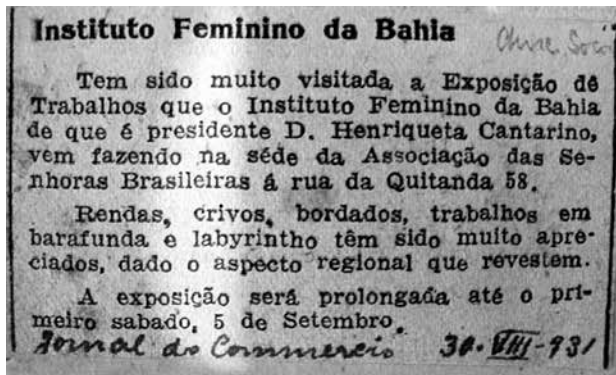 Instituto Feminino da Bahia
Tem sido muito visitada a Exposição de
Trabalhos que o Instituto Feminino da Bahia
de que é presidente D. Henriqueta Cantarino,
vem fazendo na séde da Associação das Se-
nhoras Brasileiras á rua da Quitanda 58.
Rendas, crivos, bordados, trabalhos em
barafunda e labyrintho têm sido muito apre-
ciados, dado o aspecto regional que revestem.
A exposição será prolongada até o pri-
meiro sabado, 5 de Setembro.
Jornal do Commercio 30-VIII-931